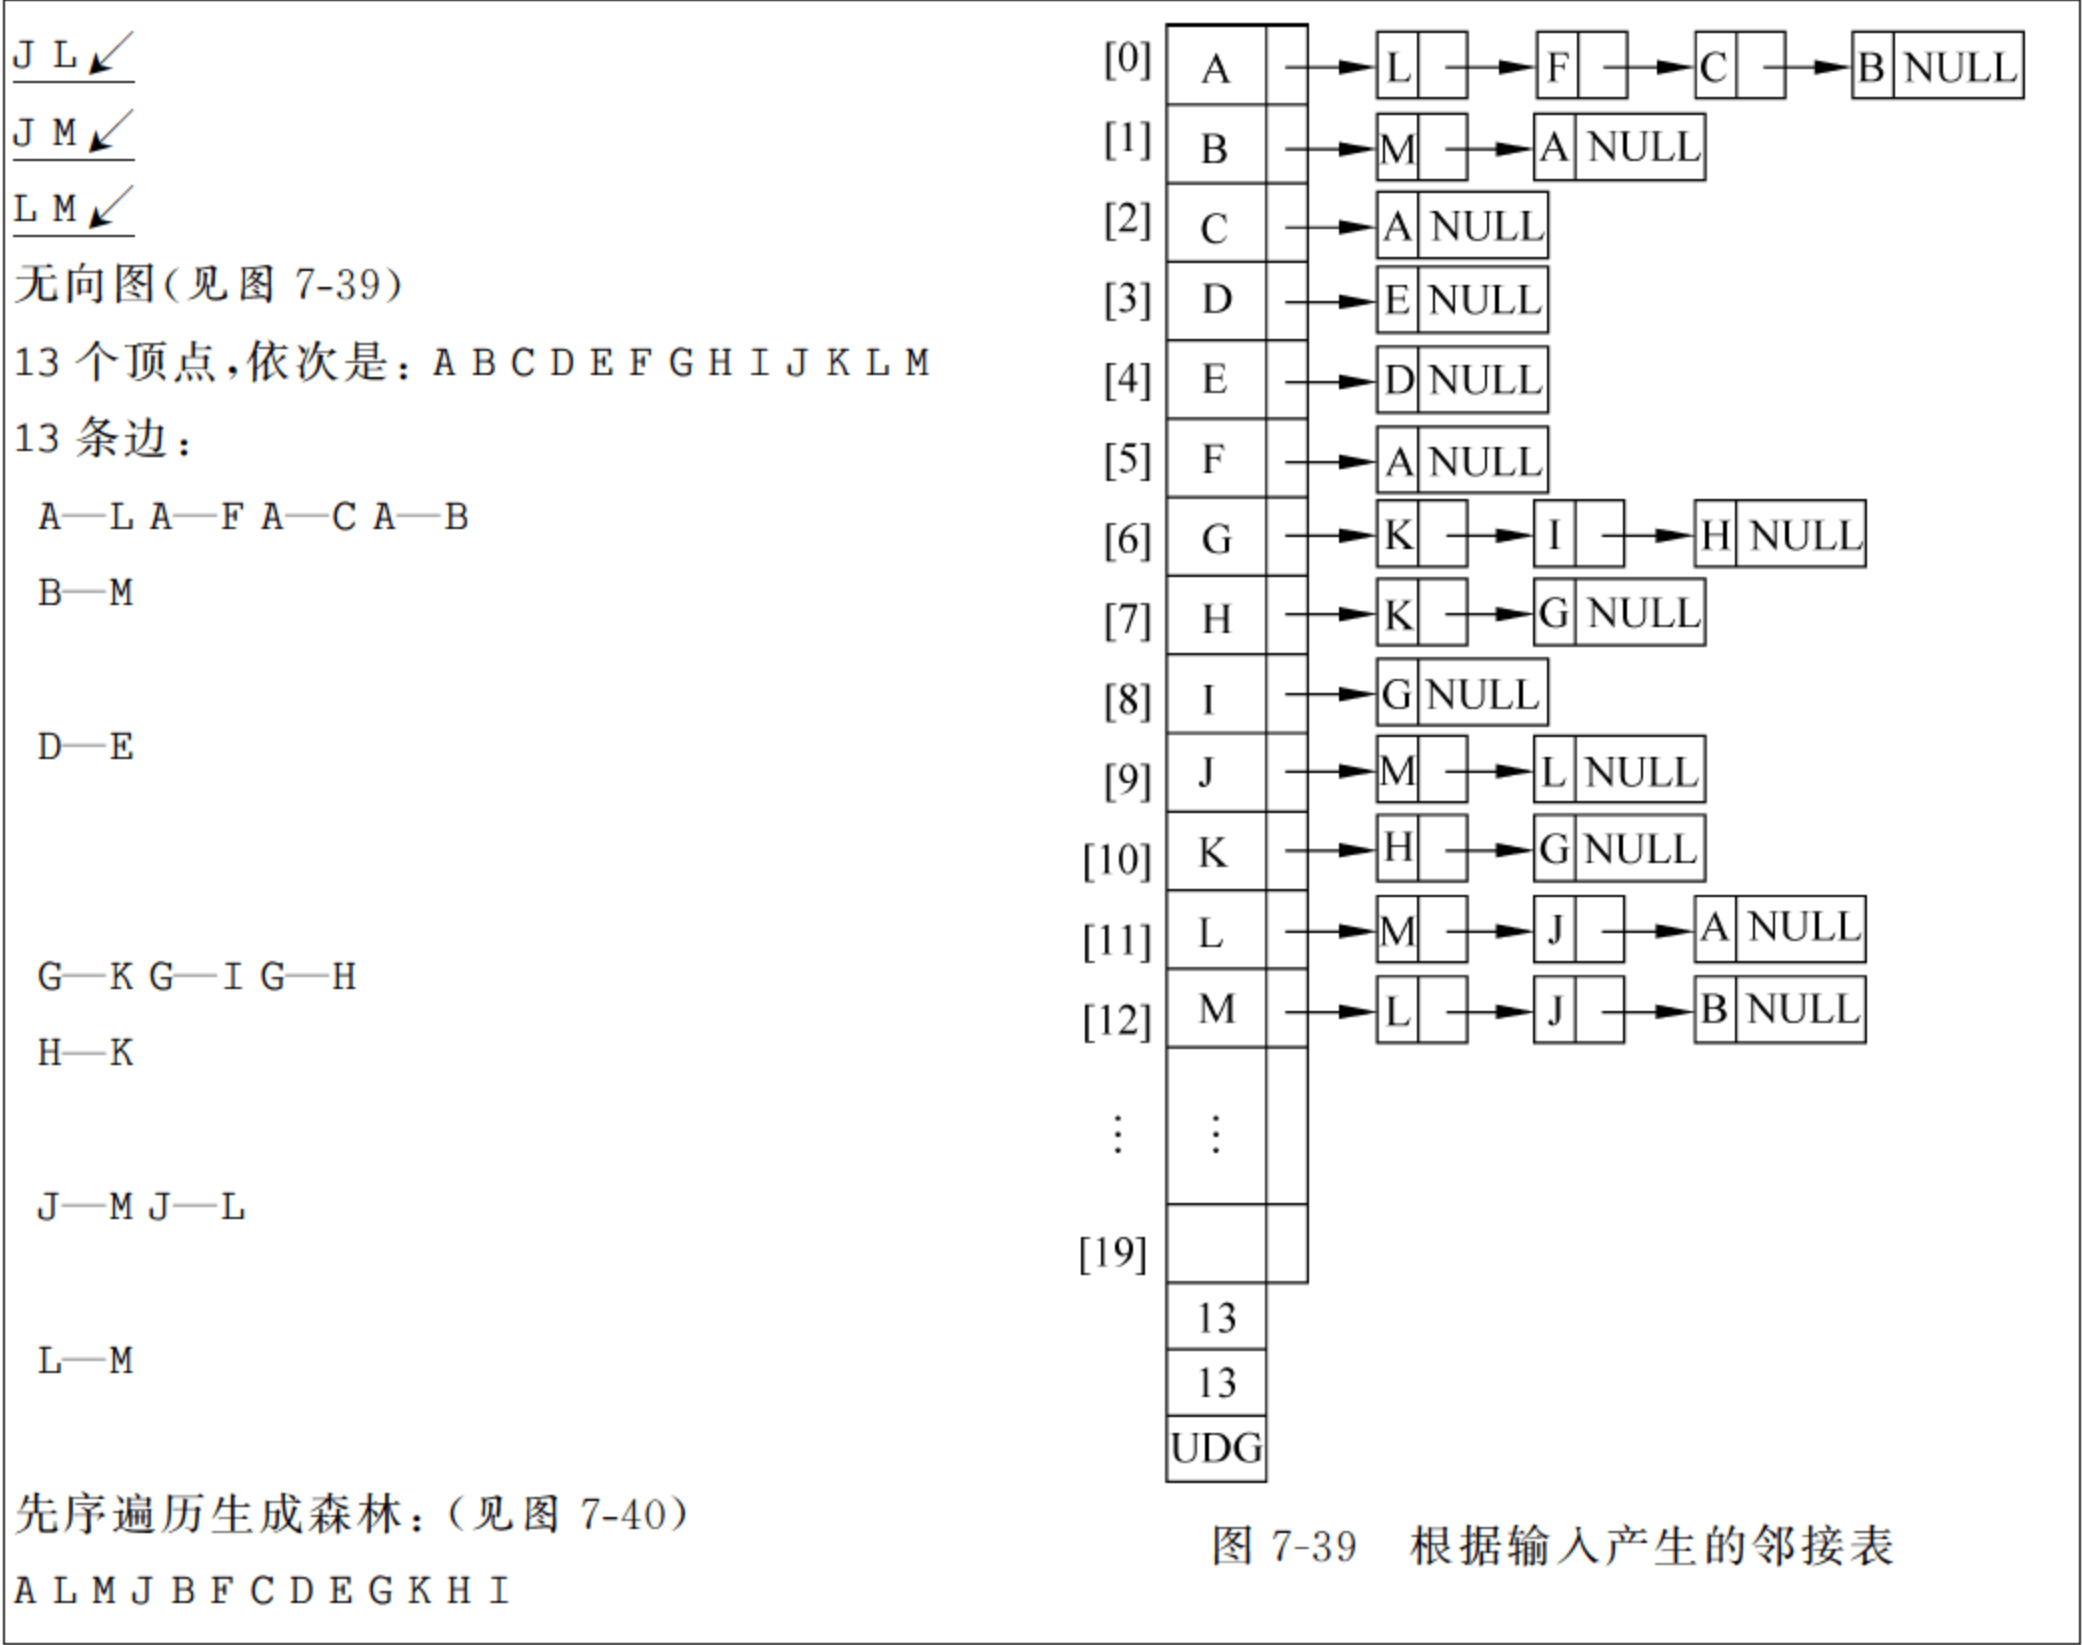 J L↙
J M↙
L M↙
无向图(见图 7-39)
13 个顶点,依次是: A B C D E F G H I J K L M
13 条边:
A—L A—F A—C A—B
B—M
D—E
G—K G—I G—H
H—K
J—M J—L
L—M
先序遍历生成森林:(见图 7-40)
A L M J B F C D E G K H I
[0] A L F C B NULL
[1] B M A NULL
[2] C A NULL
[3] D E NULL
[4] E D NULL
[5] F A NULL
[6] G K I H NULL
[7] H K G NULL
[8] I G NULL
[9] J M L NULL
[10] K H G NULL
[11] L M J A NULL
[12] M L J B NULL
⋮ ⋮
[19]
13
13
UDG
图 7-39 根据输入产生的邻接表